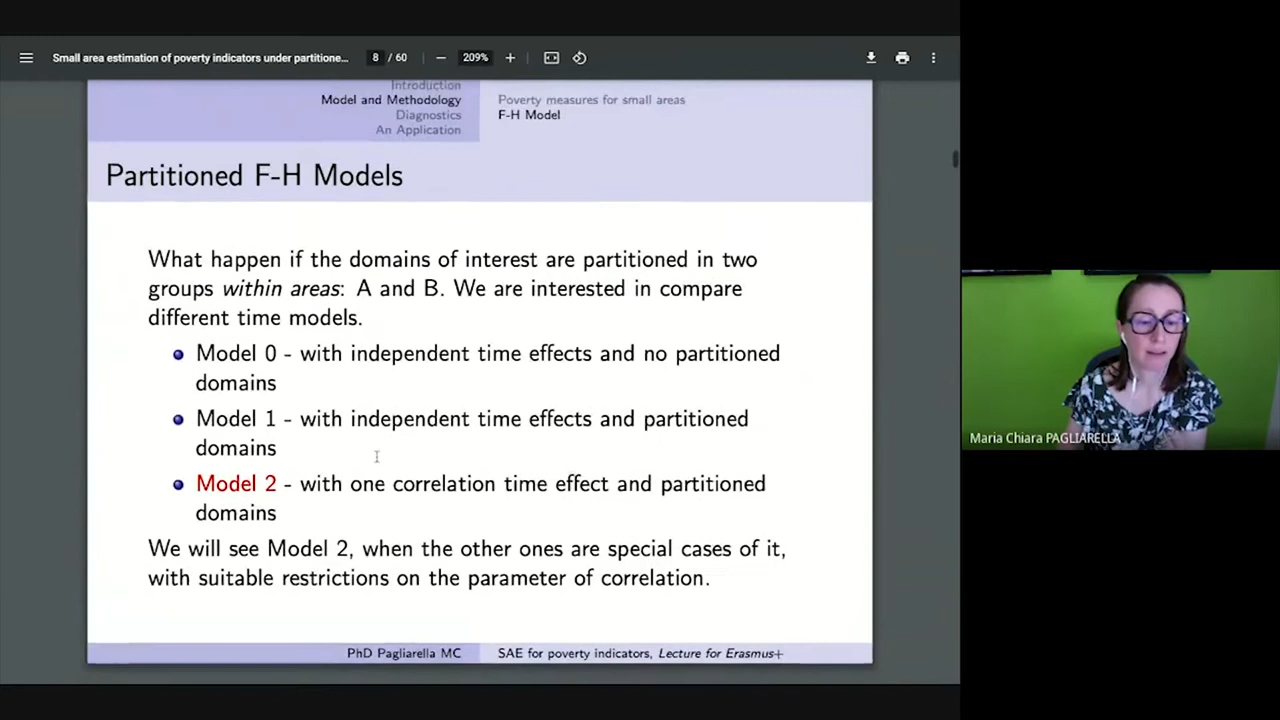 Small area estimation of poverty indicators under partitione...
8 / 60
209%
Introduction
Model and Methodology
Diagnostics
An Application
Poverty measures for small areas
F-H Model
Partitioned F-H Models
What happen if the domains of interest are partitioned in two
groups within areas: A and B. We are interested in compare
different time models.
Model 0 - with independent time effects and no partitioned
domains
Model 1 - with independent time effects and partitioned
domains
Model 2 - with one correlation time effect and partitioned
domains
We will see Model 2, when the other ones are special cases of it,
with suitable restrictions on the parameter of correlation.
PhD Pagliarella MC
SAE for poverty indicators, Lecture for Erasmus+
Maria Chiara PAGLIARELLA